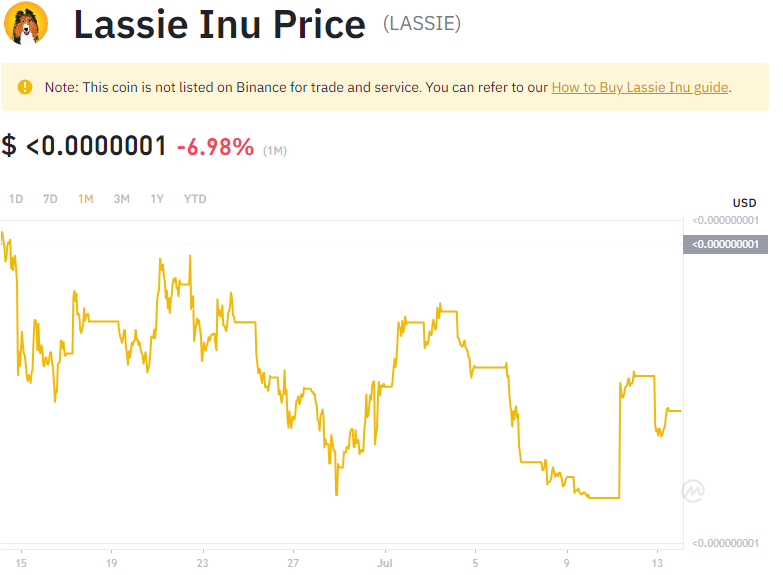 Lassie Inu Price (LASSIE)
Note: This coin is not listed on Binance for trade and service. You can refer to our How to Buy Lassie Inu guide.
$ <0.0000001 -6.98% (1M)
1D 7D 1M 3M 1Y YTD
USD
<0.000000001
<0.000000001
<0.000000001
15 19 23 27 Jul 5 9 13